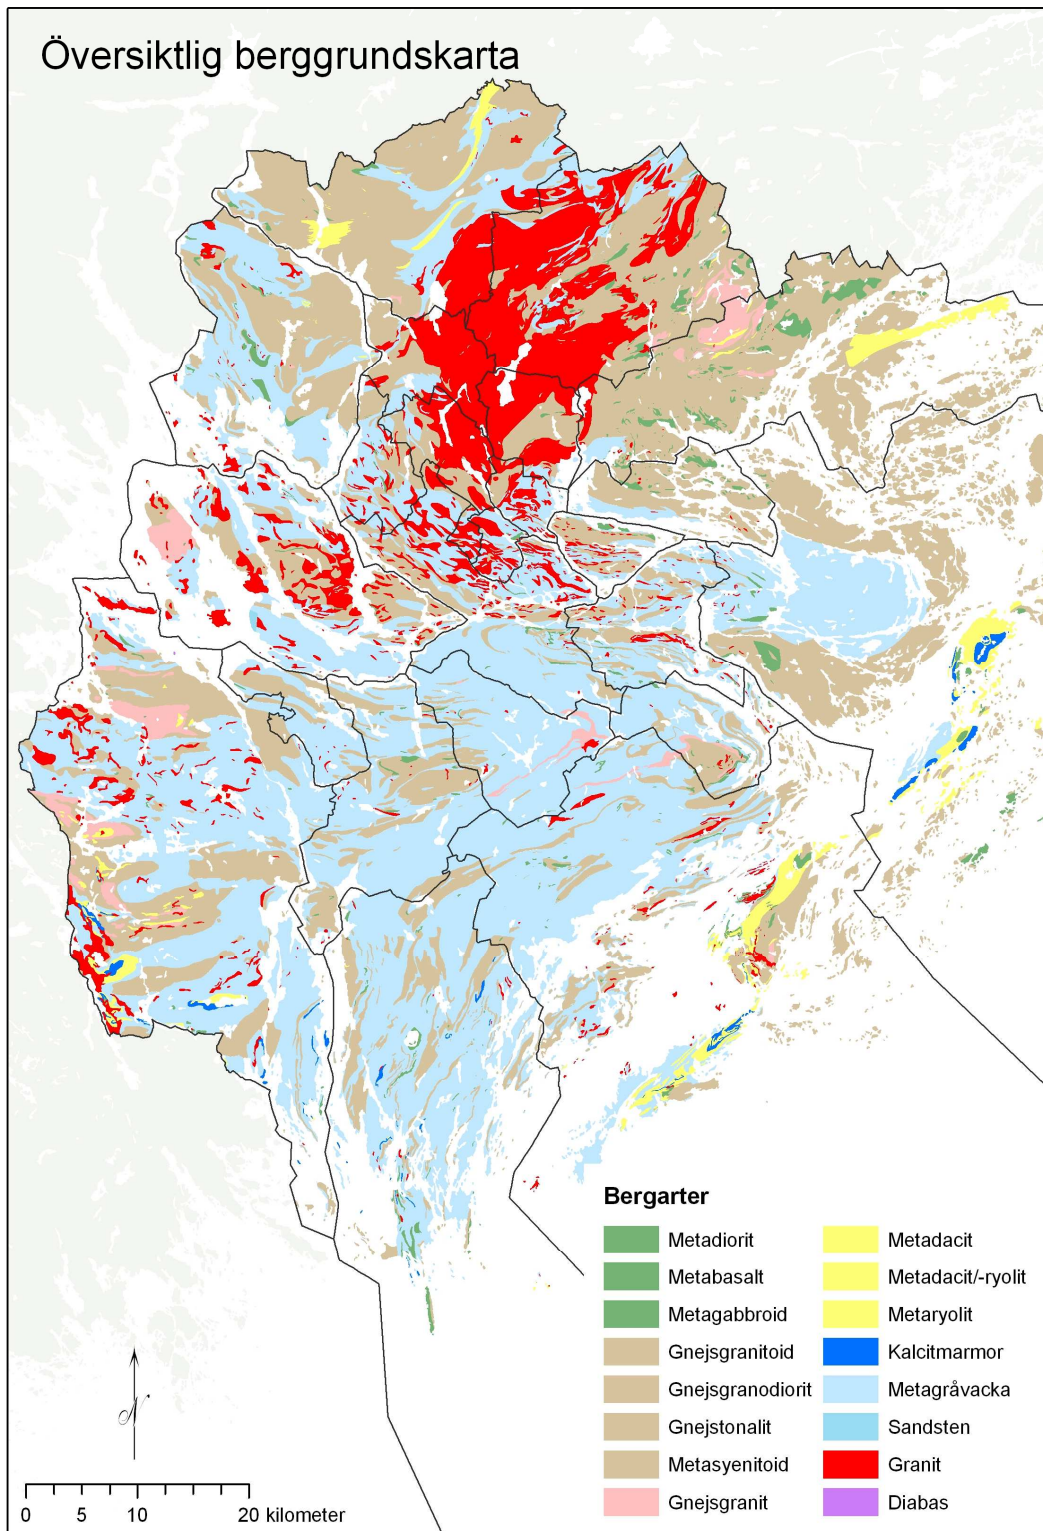 Översiktlig berggrundskarta
Bergarter
Metadiorit
Metabasalt
Metagabbroid
Gnejsgranitoid
Gnejsgranodiorit
Gnejstonalit
Metasyenitoid
Gnejsgranit
Metadacit
Metadacit/-ryolit
Metaryolit
Kalcitmarmor
Metagråvacka
Sandsten
Granit
Diabas
N
0 5 10 20 kilometer